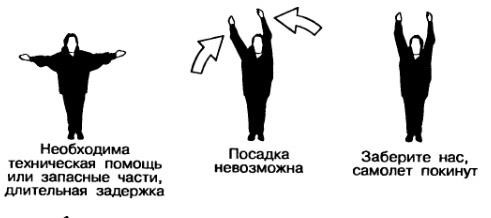 Необходима
техническая помощь
или запасные части,
длительная задержка
Посадка
невозможна
Заберите нас,
самолет покинут